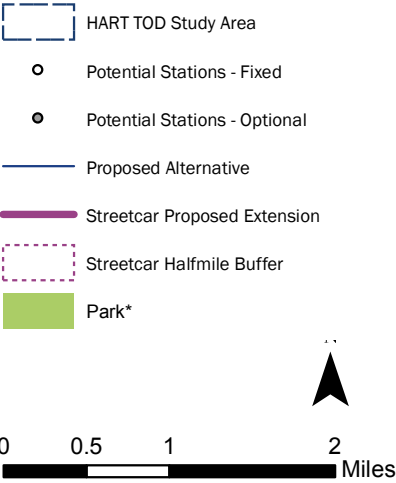 HART TOD Study Area
Potential Stations - Fixed
Potential Stations - Optional
Proposed Alternative
Streetcar Proposed Extension
Streetcar Halfmile Buffer
Park*
0 0.5 1 2
Miles